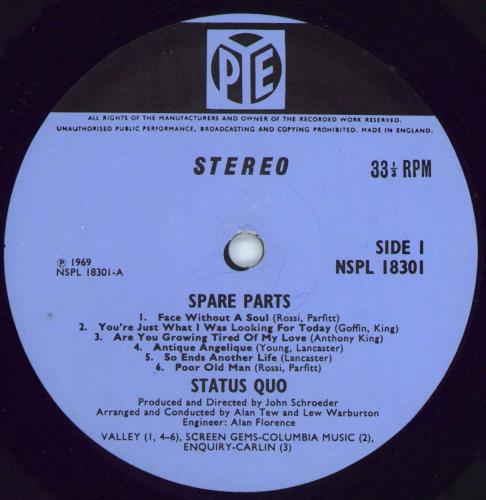 PYE
ALL RIGHTS OF THE MANUFACTURERS AND OWNER OF THE RECORDED WORK RESERVED.
UNAUTHORISED PUBLIC PERFORMANCE, BROADCASTING AND COPYING PROHIBITED. MADE IN ENGLAND.
STEREO 33⅓ RPM
SIDE 1
℗ 1969 NSPL 18301
NSPL 18301-A
SPARE PARTS
1. Face Without A Soul (Rossi, Parfitt)
2. You're Just What I Was Looking For Today (Goffin, King)
3. Are You Growing Tired Of My Love (Anthony King)
4. Antique Angelique (Young, Lancaster)
5. So Ends Another Life (Lancaster)
6. Poor Old Man (Rossi, Parfitt)
STATUS QUO
Produced and Directed by John Schroeder
Arranged and Conducted by Alan Tew and Lew Warburton
Engineer: Alan Florence
VALLEY (1, 4–6), SCREEN GEMS-COLUMBIA MUSIC (2),
ENQUIRY-CARLIN (3)